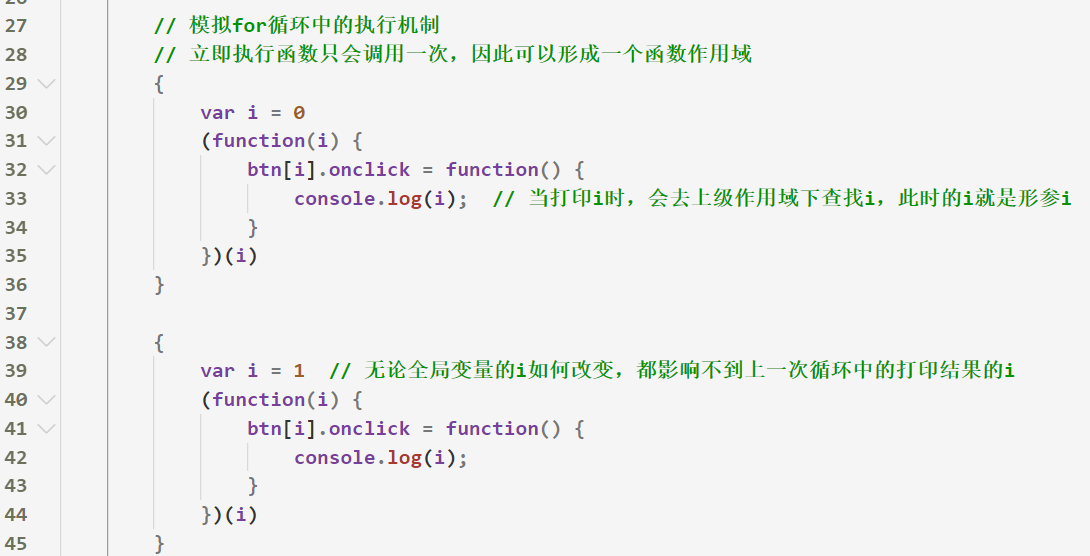 27 // 模拟for循环中的执行机制
28 // 立即执行函数只会调用一次，因此可以形成一个函数作用域
29 {
30 var i = 0
31 (function(i) {
32 btn[i].onclick = function() {
33 console.log(i); // 当打印i时，会去上级作用域下查找i，此时的i就是形参i
34 }
35 })(i)
36 }
37
38 {
39 var i = 1 // 无论全局变量的i如何改变，都影响不到上一次循环中的打印结果的i
40 (function(i) {
41 btn[i].onclick = function() {
42 console.log(i);
43 }
44 })(i)
45 }